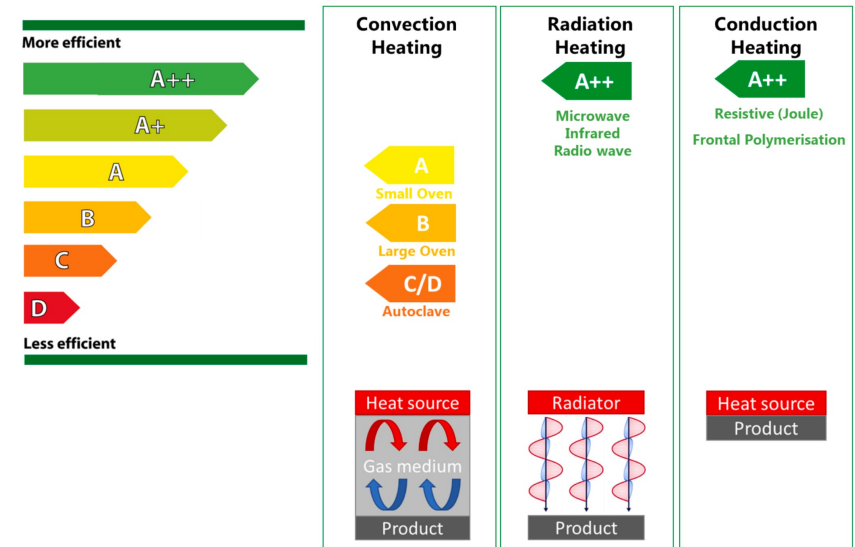 More efficient
A++
A+
A
B
C
D
Less efficient
Convection
Heating
A
Small Oven
B
Large Oven
C/D
Autoclave
Heat source
Gas medium
Product
Radiation
Heating
A++
Microwave
Infrared
Radio wave
Radiator
Product
Conduction
Heating
A++
Resistive (Joule)
Frontal Polymerisation
Heat source
Product